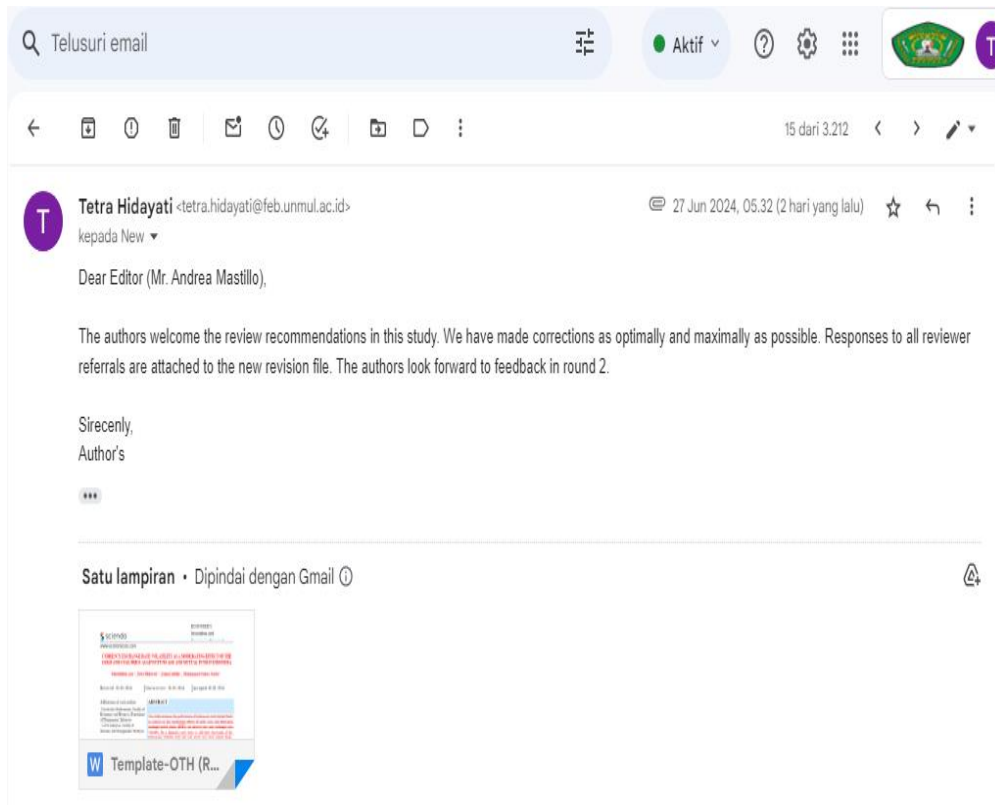 Telusuri email
Aktif
T
15 dari 3.212
T
Tetra Hidayati <tetra.hidayati@feb.unmul.ac.id>
27 Jun 2024, 05.32 (2 hari yang lalu)
kepada New
Dear Editor (Mr. Andrea Mastillo),
The authors welcome the review recommendations in this study. We have made corrections as optimally and maximally as possible. Responses to all reviewer
referrals are attached to the new revision file. The authors look forward to feedback in round 2.
Sirecenly,
Author's
Satu lampiran • Dipindai dengan Gmail
sciendo
ABSTRACT
W Template-OTH (R...